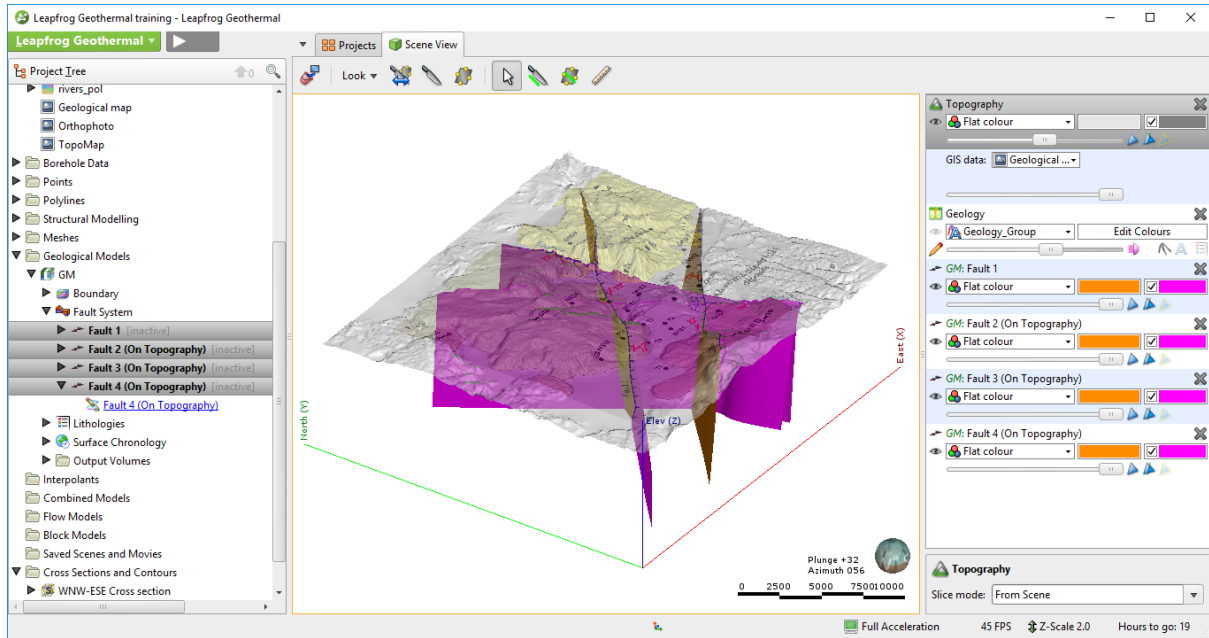 Leapfrog Geothermal training - Leapfrog Geothermal
Leapfrog Geothermal
Projects
Scene View
Project Tree
0
Look
rivers_pol
Geological map
Orthophoto
TopoMap
Borehole Data
Points
Polylines
Structural Modelling
Meshes
Geological Models
GM
Boundary
Fault System
Fault 1 [inactive]
Fault 2 (On Topography) [inactive]
Fault 3 (On Topography) [inactive]
Fault 4 (On Topography) [inactive]
Fault 4 (On Topography)
Lithologies
Surface Chronology
Output Volumes
Interpolants
Combined Models
Flow Models
Block Models
Saved Scenes and Movies
Cross Sections and Contours
WNW-ESE Cross section
North (Y)
Elev (Z)
East (X)
Plunge +32
Azimuth 056
0 2500 5000 7500 10000
Topography
Flat colour
GIS data: Geological ...
Geology
Geology_Group
Edit Colours
GM: Fault 1
Flat colour
GM: Fault 2 (On Topography)
Flat colour
GM: Fault 3 (On Topography)
Flat colour
GM: Fault 4 (On Topography)
Flat colour
Topography
Slice mode: From Scene
Full Acceleration
45 FPS
Z-Scale 2.0
Hours to go: 19